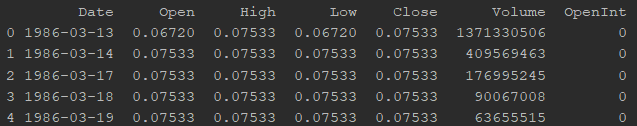 Date Open High Low Close Volume OpenInt
0 1986-03-13 0.06720 0.07533 0.06720 0.07533 1371330506 0
1 1986-03-14 0.07533 0.07533 0.07533 0.07533 409569463 0
2 1986-03-17 0.07533 0.07533 0.07533 0.07533 176995245 0
3 1986-03-18 0.07533 0.07533 0.07533 0.07533 90067008 0
4 1986-03-19 0.07533 0.07533 0.07533 0.07533 63655515 0